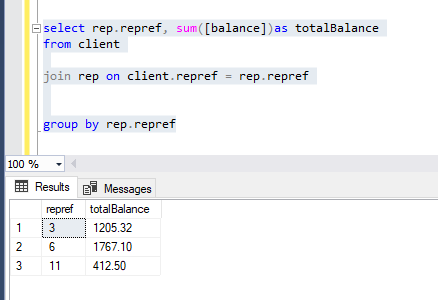 select rep.repref, sum([balance])as totalBalance
from client
join rep on client.repref = rep.repref
group by rep.repref
100 %
Results Messages
repref totalBalance
1 3 1205.32
2 6 1767.10
3 11 412.50